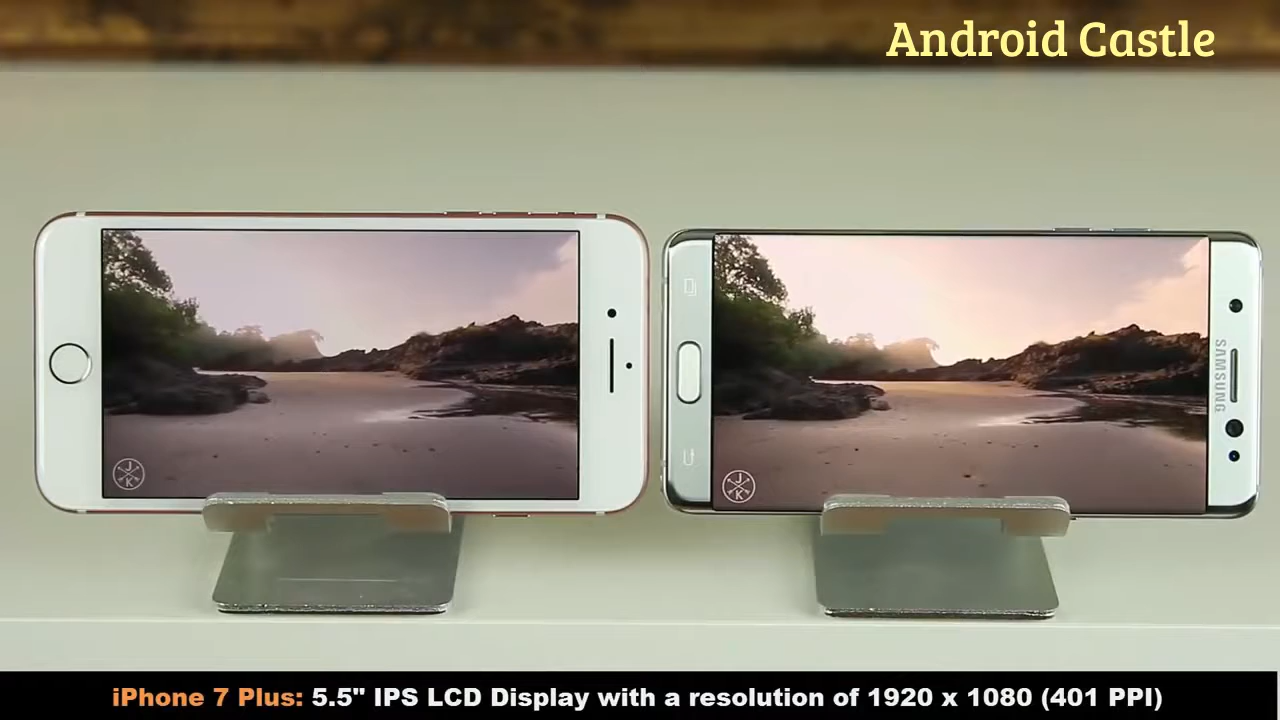 Android Castle
SAMSUNG
J
K
J
K
iPhone 7 Plus: 5.5" IPS LCD Display with a resolution of 1920 x 1080 (401 PPI)